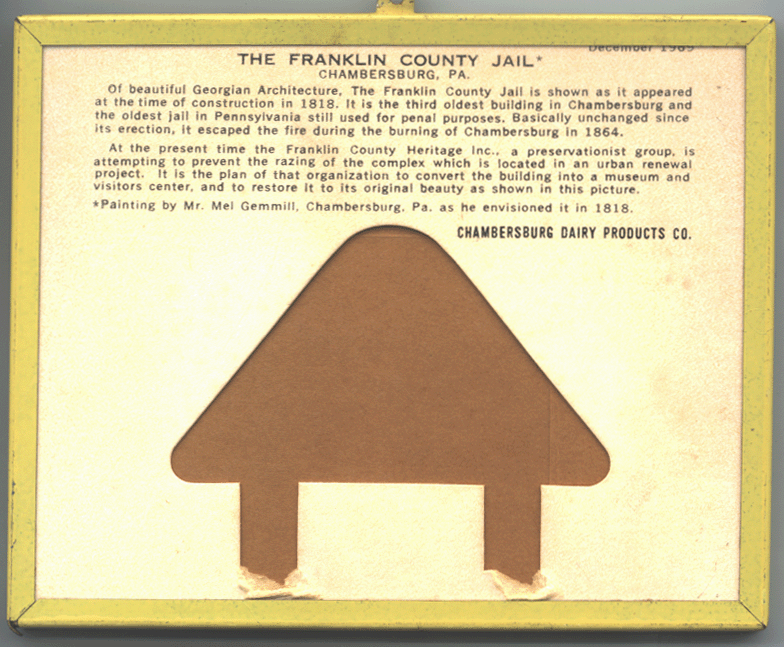 December 1969
THE FRANKLIN COUNTY JAIL*
CHAMBERSBURG, PA.
Of beautiful Georgian Architecture, The Franklin County Jail is shown as it appeared
at the time of construction in 1818. It is the third oldest building in Chambersburg and
the oldest jail in Pennsylvania still used for penal purposes. Basically unchanged since
its erection, it escaped the fire during the burning of Chambersburg in 1864.
At the present time the Franklin County Heritage Inc., a preservationist group, is
attempting to prevent the razing of the complex which is located in an urban renewal
project. It is the plan of that organization to convert the building into a museum and
visitors center, and to restore it to its original beauty as shown in this picture.
*Painting by Mr. Mel Gemmill, Chambersburg, Pa. as he envisioned it in 1818.
CHAMBERSBURG DAIRY PRODUCTS CO.